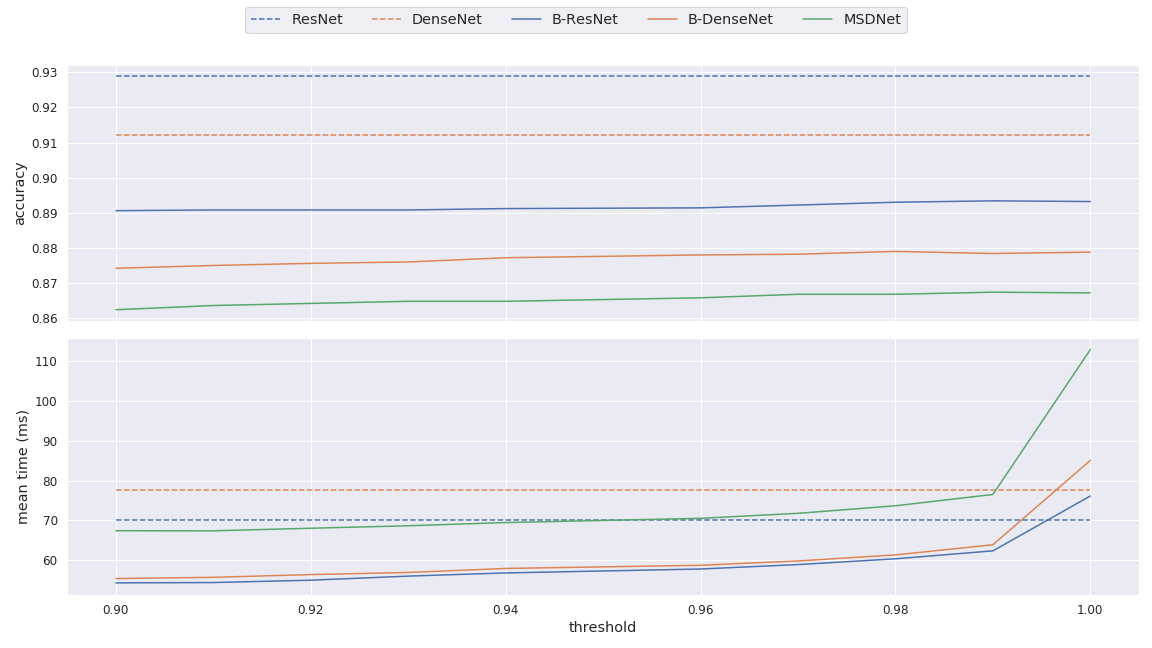 ResNet DenseNet B-ResNet B-DenseNet MSDNet
0.93
0.92
0.91
0.90
0.89
0.88
0.87
0.86
accuracy
110
100
90
80
70
60
mean time (ms)
0.90 0.92 0.94 0.96 0.98 1.00
threshold